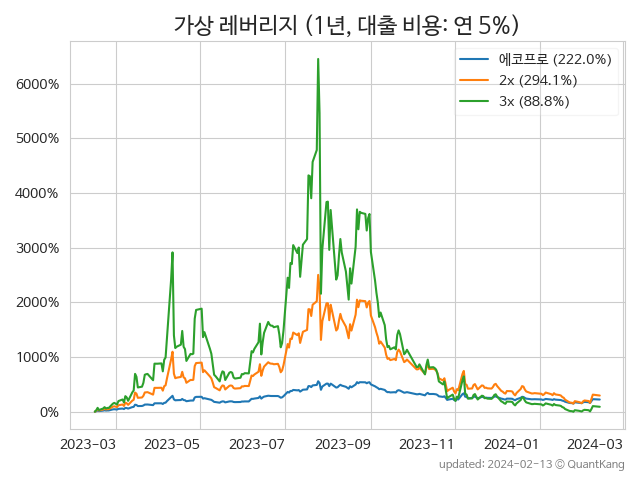 가상 레버리지 (1년, 대출 비용: 연 5%)
에코프로 (222.0%)
2x (294.1%)
3x (88.8%)
6000%
5000%
4000%
3000%
2000%
1000%
0%
2023-03 2023-05 2023-07 2023-09 2023-11 2024-01 2024-03
updated: 2024-02-13 ⓒ QuantKang